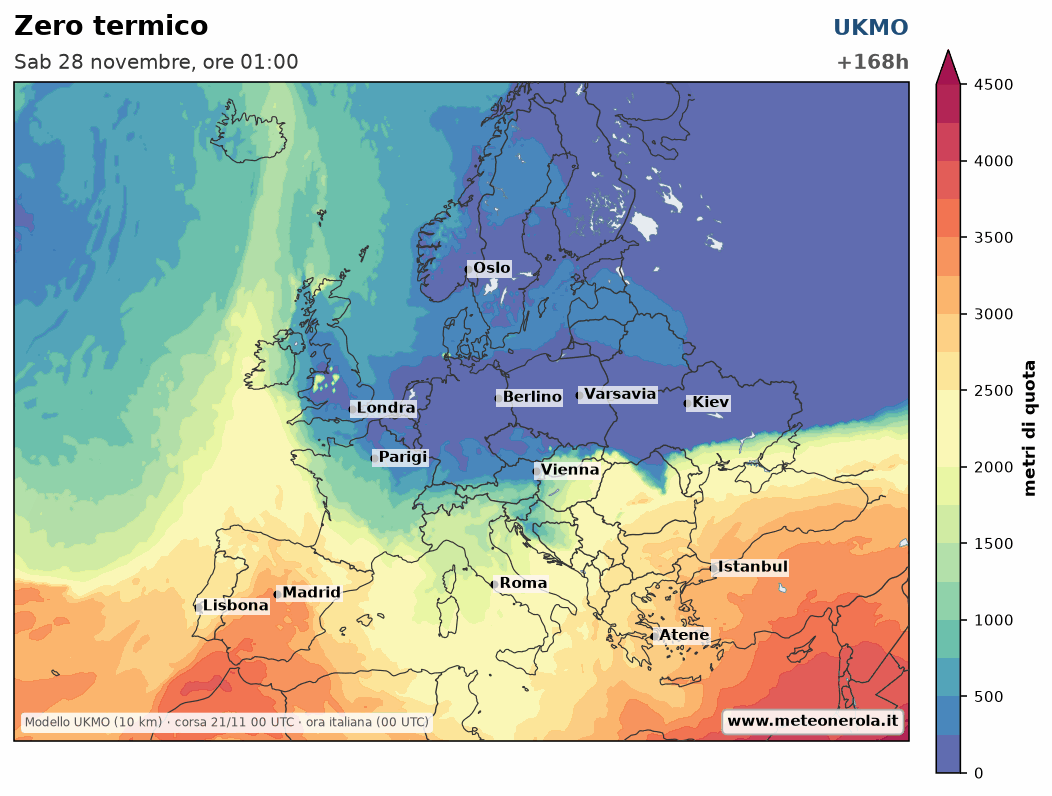 Zero termico
UKMO
Sab 28 novembre, ore 01:00
+168h
4500
4000
3500
3000
2500
2000
1500
1000
500
0
metri di quota
Oslo
Londra
Berlino
Varsavia
Kiev
Parigi
Vienna
Istanbul
Roma
Madrid
Lisbona
Atene
Modello UKMO (10 km) · corsa 21/11 00 UTC · ora italiana (00 UTC)
www.meteonerola.it